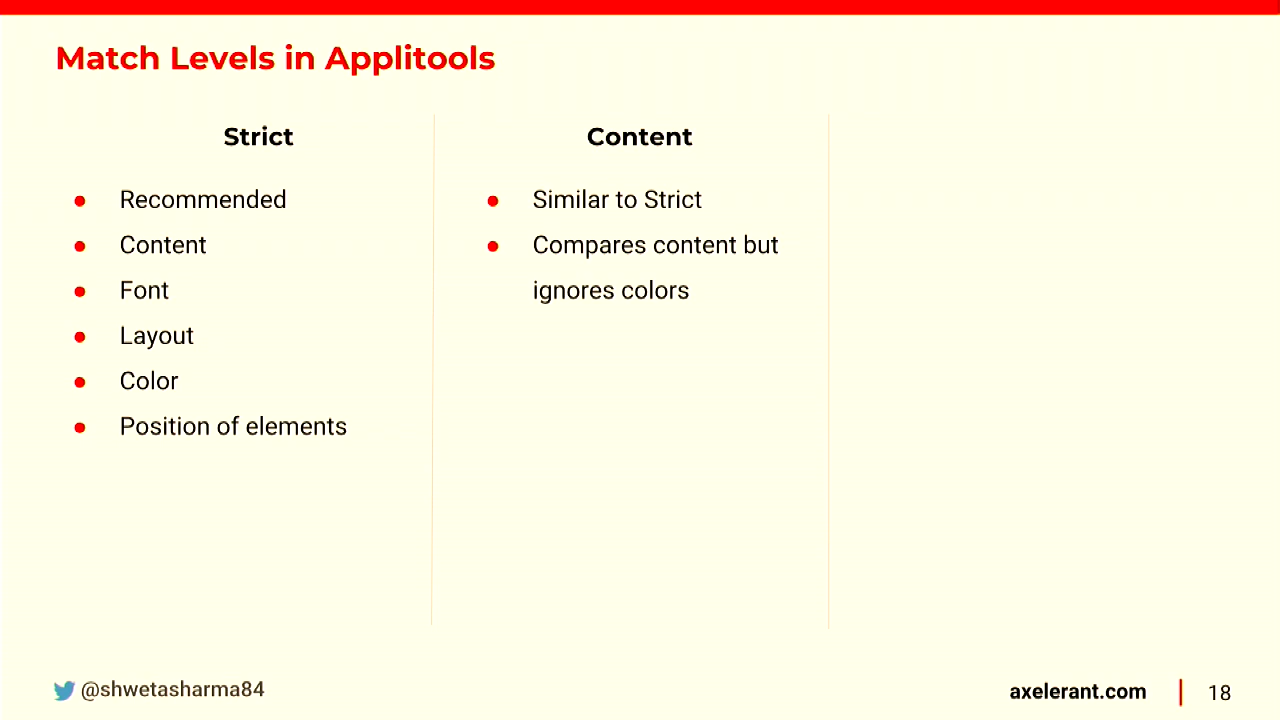 Match Levels in Applitools
Strict
● Recommended
● Content
● Font
● Layout
● Color
● Position of elements
Content
● Similar to Strict
● Compares content but
ignores colors
@shwetasharma84
axelerant.com | 18